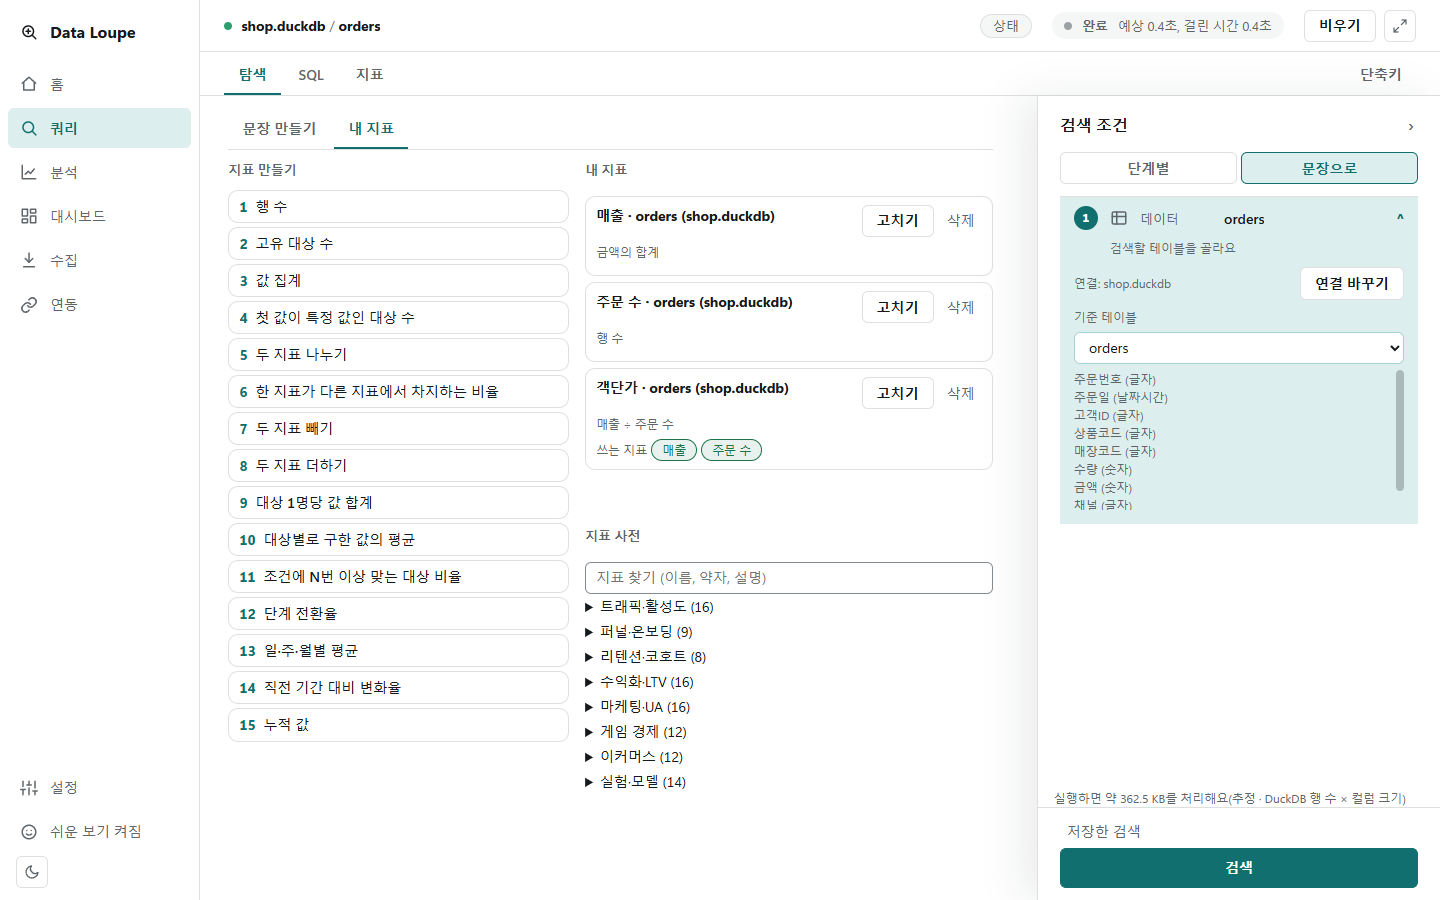 Data Loupe
홈
쿼리
분석
대시보드
수집
연동
설정
쉬운 보기 켜짐
shop.duckdb / orders
상태
완료 예상 0.4초, 걸린 시간 0.4초
비우기
탐색
SQL
지표
단축키
문장 만들기
내 지표
지표 만들기
1 행 수
2 고유 대상 수
3 값 집계
4 첫 값이 특정 값인 대상 수
5 두 지표 나누기
6 한 지표가 다른 지표에서 차지하는 비율
7 두 지표 빼기
8 두 지표 더하기
9 대상 1명당 값 합계
10 대상별로 구한 값의 평균
11 조건에 N번 이상 맞는 대상 비율
12 단계 전환율
13 일·주·월별 평균
14 직전 기간 대비 변화율
15 누적 값
내 지표
매출 · orders (shop.duckdb)
고치기
삭제
금액의 합계
주문 수 · orders (shop.duckdb)
고치기
삭제
행 수
객단가 · orders (shop.duckdb)
고치기
삭제
매출 ÷ 주문 수
쓰는 지표 매출 주문 수
지표 사전
지표 찾기 (이름, 약자, 설명)
▶ 트래픽·활성도 (16)
▶ 퍼널·온보딩 (9)
▶ 리텐션·코호트 (8)
▶ 수익화·LTV (16)
▶ 마케팅·UA (16)
▶ 게임 경제 (12)
▶ 이커머스 (12)
▶ 실험·모델 (14)
검색 조건
단계별
문장으로
1 데이터 orders
검색할 테이블을 골라요
연결: shop.duckdb
연결 바꾸기
기준 테이블
orders
주문번호 (글자)
주문일 (날짜시간)
고객ID (글자)
상품코드 (글자)
매장코드 (글자)
수량 (숫자)
금액 (숫자)
채널 (글자)
실행하면 약 362.5 KB를 처리해요(추정 · DuckDB 행 수 × 컬럼 크기)
저장한 검색
검색